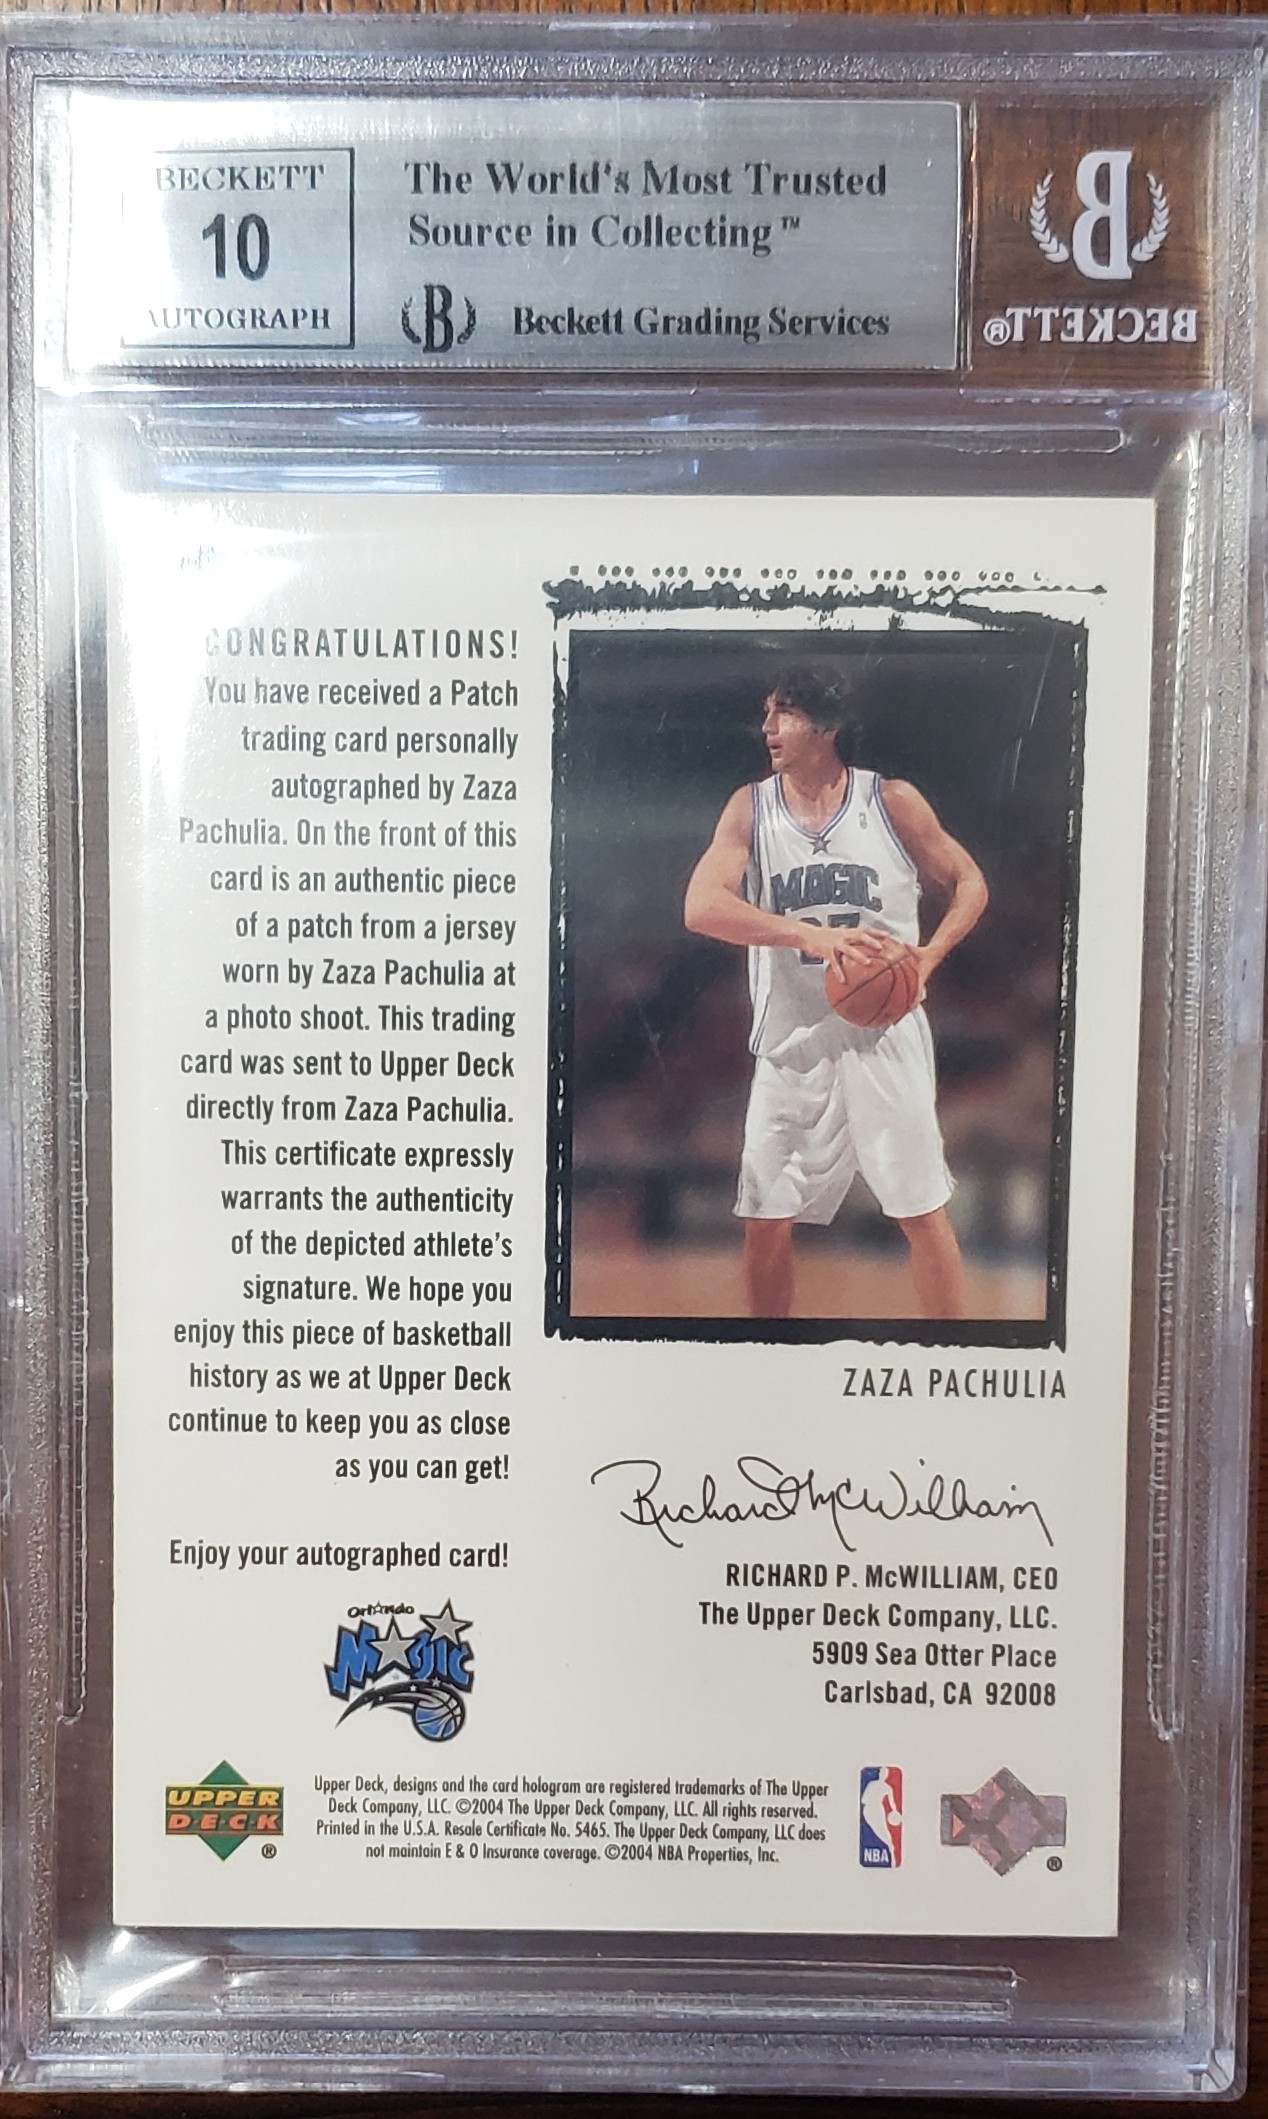 BECKETT
10
AUTOGRAPH
The World's Most Trusted
Source in Collecting™
B
Beckett Grading Services
B
BECKETT®
CONGRATULATIONS!
You have received a Patch
trading card personally
autographed by Zaza
Pachulia. On the front of this
card is an authentic piece
of a patch from a jersey
worn by Zaza Pachulia at
a photo shoot. This trading
card was sent to Upper Deck
directly from Zaza Pachulia.
This certificate expressly
warrants the authenticity
of the depicted athlete's
signature. We hope you
enjoy this piece of basketball
history as we at Upper Deck
continue to keep you as close
as you can get!
Enjoy your autographed card!
MAGIC
27
ZAZA PACHULIA
Richard McWilliam
RICHARD P. McWILLIAM, CEO
The Upper Deck Company, LLC.
5909 Sea Otter Place
Carlsbad, CA 92008
Orlando
Magic
UPPER
DECK
®
Upper Deck, designs and the card hologram are registered trademarks of The Upper
Deck Company, LLC. ©2004 The Upper Deck Company, LLC. All rights reserved.
Printed in the U.S.A. Resale Certificate No. 5465. The Upper Deck Company, LLC does
not maintain E & O Insurance coverage. ©2004 NBA Properties, Inc.
NBA
®